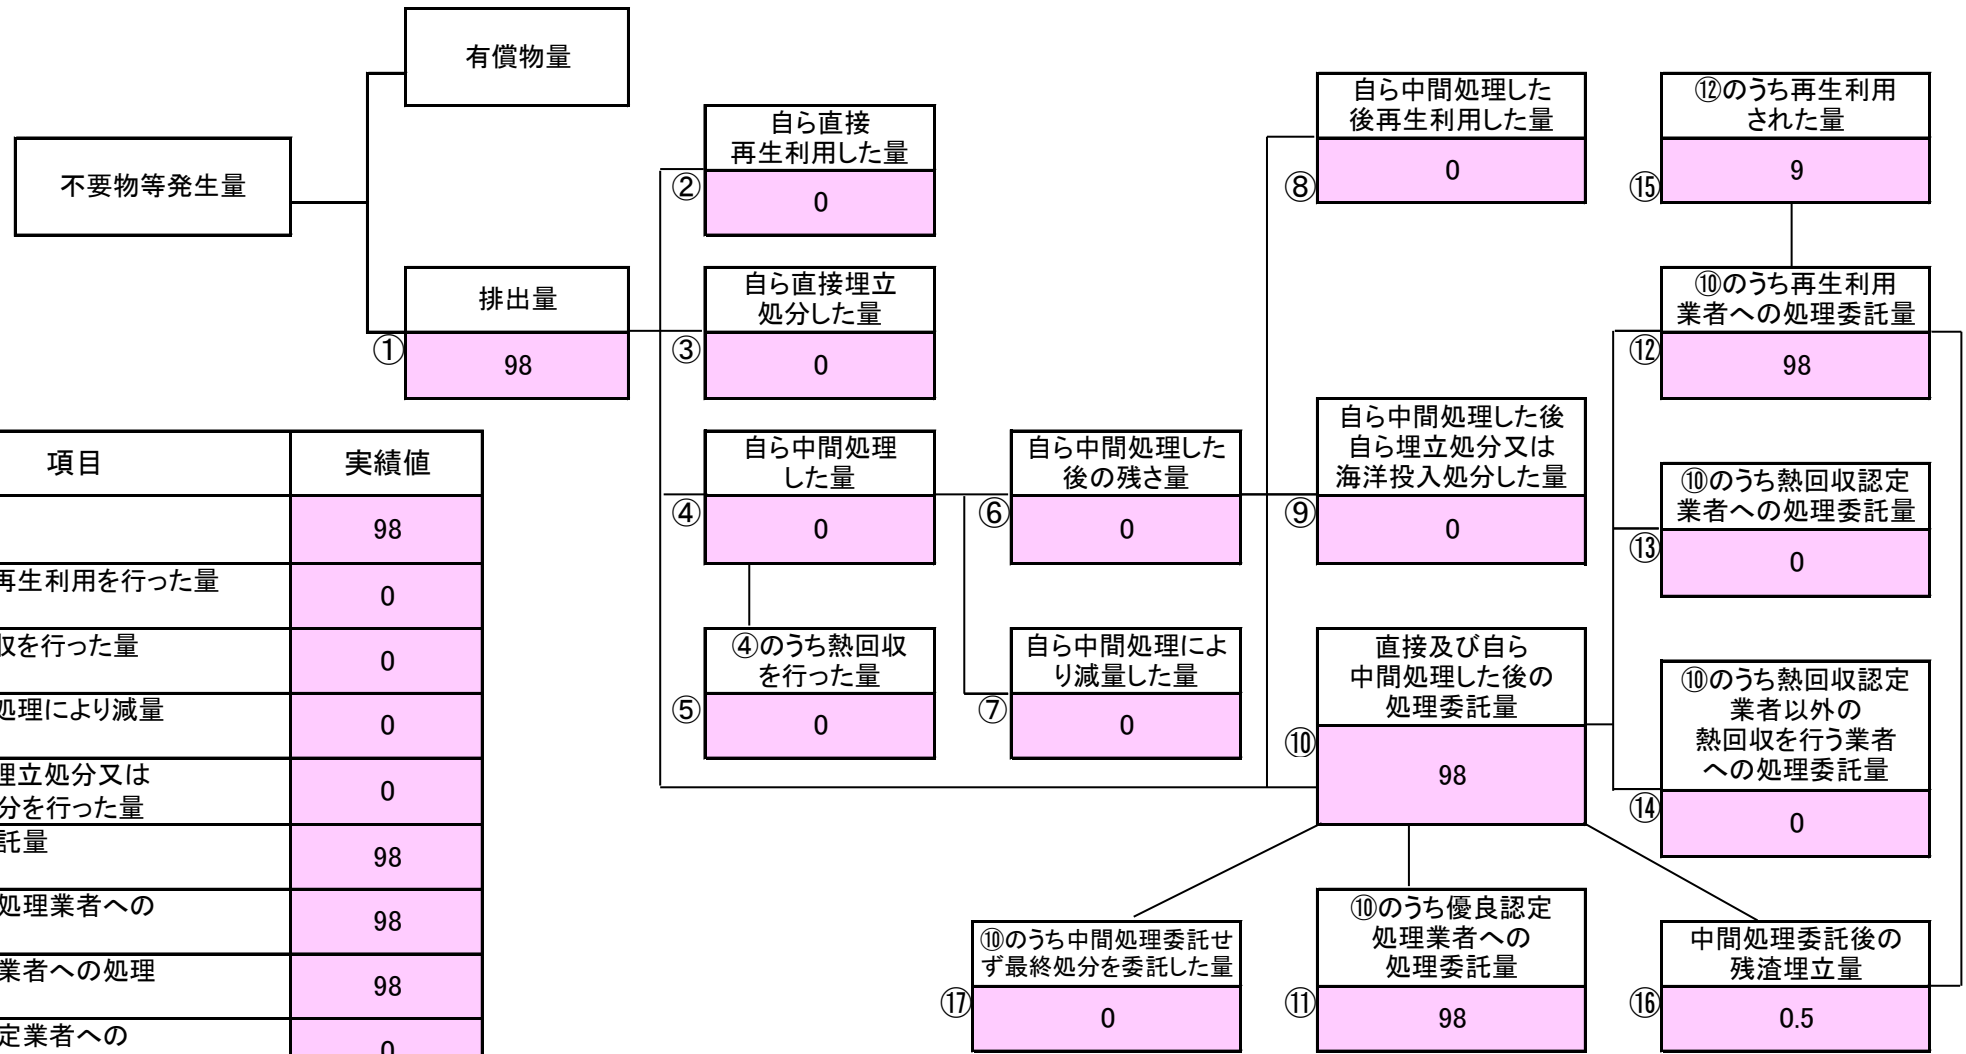 有償物量
不要物等発生量
排出量
①
98
自ら直接
再生利用した量
②
0
自ら直接埋立
処分した量
③
0
自ら中間処理
した量
④
0
④のうち熱回収
を行った量
⑤
0
自ら中間処理した
後の残さ量
⑥
0
自ら中間処理によ
り減量した量
⑦
0
自ら中間処理した
後再生利用した量
⑧
0
自ら中間処理した後
自ら埋立処分又は
海洋投入処分した量
⑨
0
直接及び自ら
中間処理した後の
処理委託量
⑩
98
⑫のうち再生利用
された量
⑮
9
⑩のうち再生利用
業者への処理委託量
⑫
98
⑩のうち熱回収認定
業者への処理委託量
⑬
0
⑩のうち熱回収認定
業者以外の
熱回収を行う業者
への処理委託量
⑭
0
⑩のうち中間処理委託せ
ず最終処分を委託した量
⑰
0
⑩のうち優良認定
処理業者への
処理委託量
⑪
98
中間処理委託後の
残渣埋立量
⑯
0.5
項目
実績値
98
再生利用を行った量
0
収を行った量
0
処理により減量
0
埋立処分又は
分を行った量
0
託量
98
処理業者への
98
業者への処理
98
定業者への
0